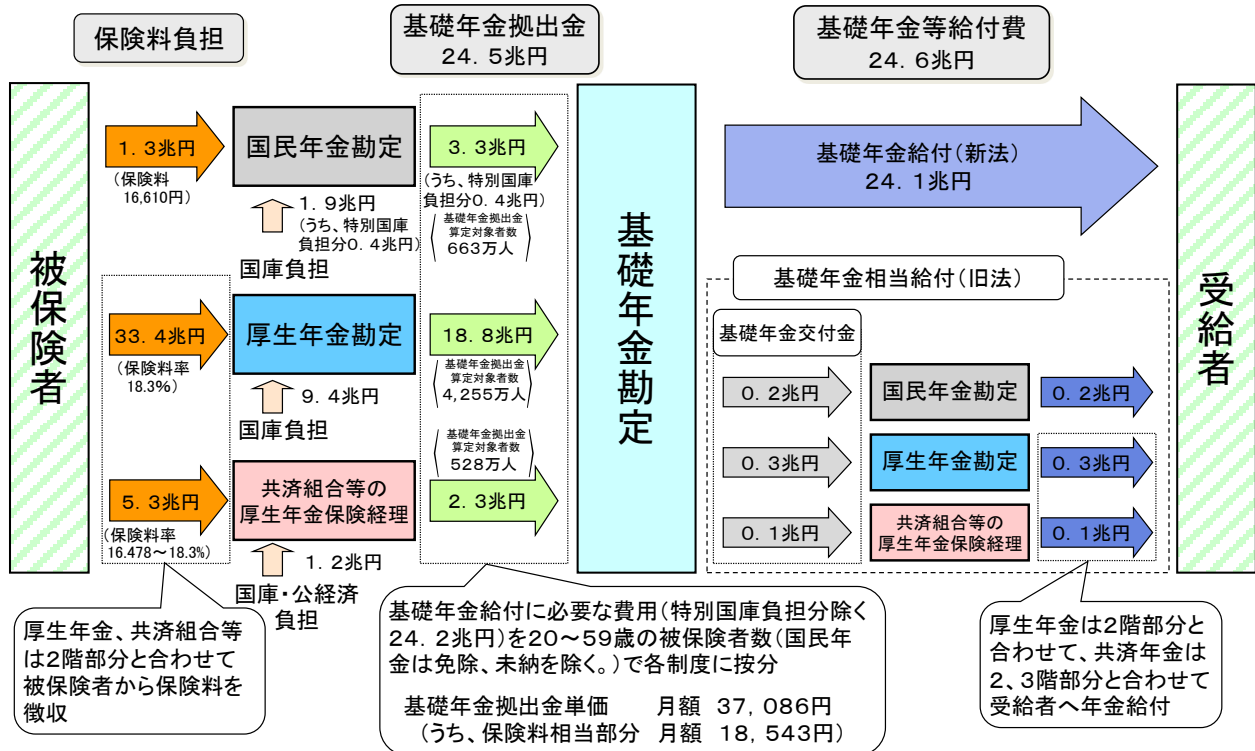 保険料負担
基礎年金拠出金
24．5兆円
基礎年金等給付費
24．6兆円
被保険者
1．3兆円
（保険料
16,610円）
国民年金勘定
1．9兆円
（うち、特別国庫
負担分0．4兆円）
国庫負担
3．3兆円
（うち、特別国庫
負担分0．4兆円）
基礎年金拠出金
算定対象者数
663万人
33．4兆円
（保険料率
18.3%）
厚生年金勘定
9．4兆円
国庫負担
18．8兆円
基礎年金拠出金
算定対象者数
4,255万人
基礎年金拠出金
算定対象者数
528万人
5．3兆円
（保険料率
16.478～18.3%）
共済組合等の
厚生年金保険経理
1．2兆円
国庫・公経済
負担
2．3兆円
基礎年金勘定
基礎年金給付（新法）
24．1兆円
基礎年金相当給付（旧法）
基礎年金交付金
0．2兆円
国民年金勘定
0．2兆円
0．3兆円
厚生年金勘定
0．3兆円
0．1兆円
共済組合等の
厚生年金保険経理
0．1兆円
受給者
厚生年金、共済組合等
は2階部分と合わせて
被保険者から保険料を
徴収
基礎年金給付に必要な費用（特別国庫負担分除く
24．2兆円）を20～59歳の被保険者数（国民年
金は免除、未納を除く。）で各制度に按分
基礎年金拠出金単価　月額 37，086円
（うち、保険料相当部分　月額 18，543円）
厚生年金は2階部分と
合わせて、共済年金は
2、3階部分と合わせて
受給者へ年金給付